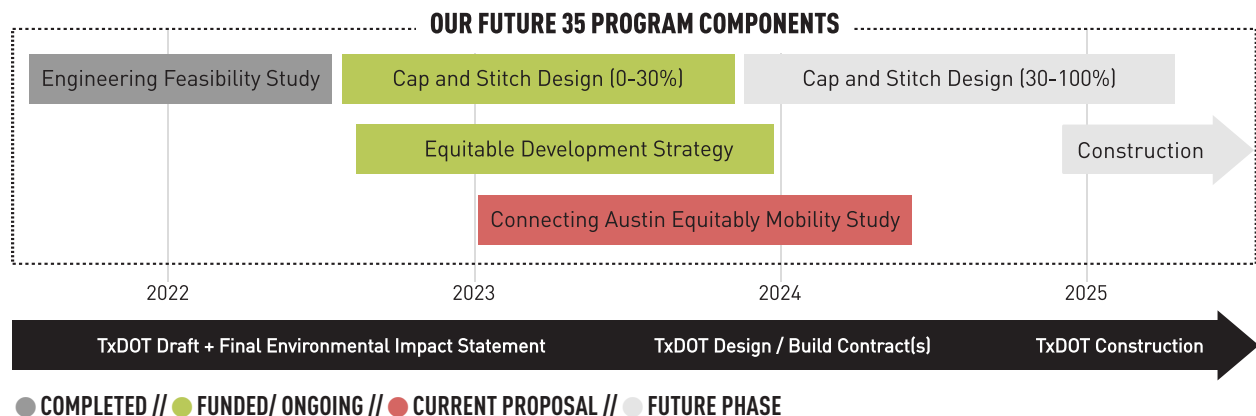 OUR FUTURE 35 PROGRAM COMPONENTS
Engineering Feasibility Study
Cap and Stitch Design (0-30%)
Cap and Stitch Design (30-100%)
Equitable Development Strategy
Construction
Connecting Austin Equitably Mobility Study
2022
2023
2024
2025
TxDOT Draft + Final Environmental Impact Statement
TxDOT Design / Build Contract(s)
TxDOT Construction
COMPLETED // FUNDED/ ONGOING // CURRENT PROPOSAL // FUTURE PHASE